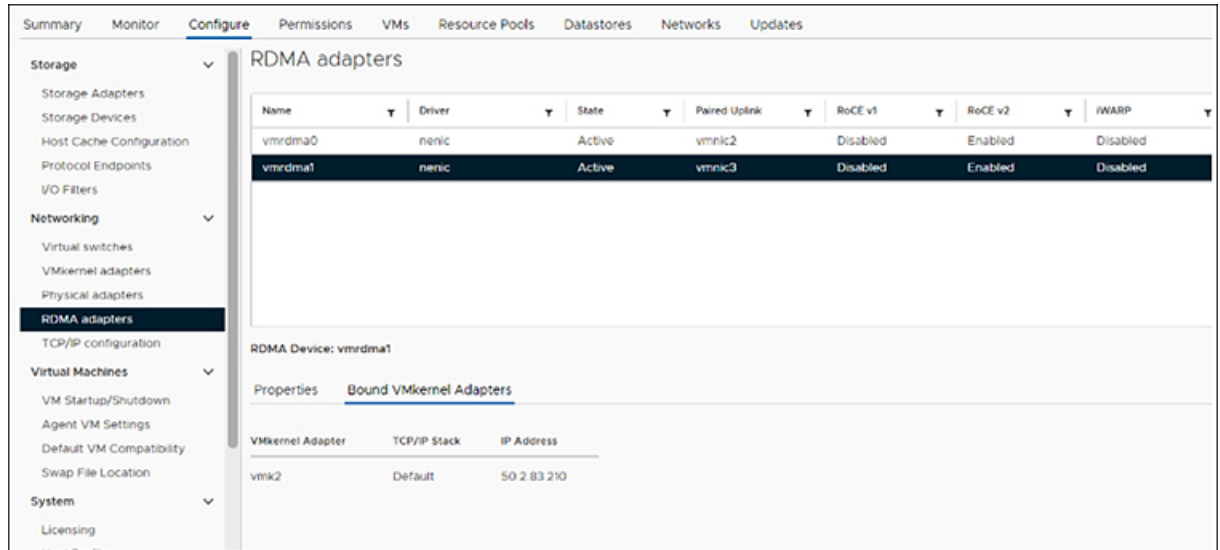 Summary Monitor Configure Permissions VMs Resource Pools Datastores Networks Updates
Storage
Storage Adapters
Storage Devices
Host Cache Configuration
Protocol Endpoints
I/O Filters
Networking
Virtual switches
VMkernel adapters
Physical adapters
RDMA adapters
TCP/IP configuration
Virtual Machines
VM Startup/Shutdown
Agent VM Settings
Default VM Compatibility
Swap File Location
System
Licensing
RDMA adapters
Name Driver State Paired Uplink RoCE v1 RoCE v2 iWARP
vmrdma0 nenic Active vmnic2 Disabled Enabled Disabled
vmrdma1 nenic Active vmnic3 Disabled Enabled Disabled
RDMA Device: vmrdma1
Properties Bound VMkernel Adapters
VMkernel Adapter TCP/IP Stack IP Address
vmk2 Default 50.2.83.210